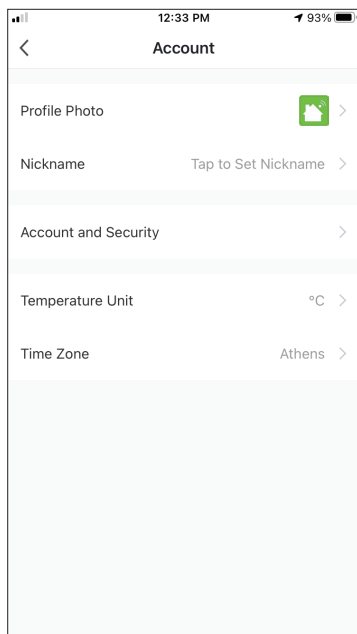 12:33 PM 93%
Account
Profile Photo
Nickname Tap to Set Nickname
Account and Security
Temperature Unit °C
Time Zone Athens